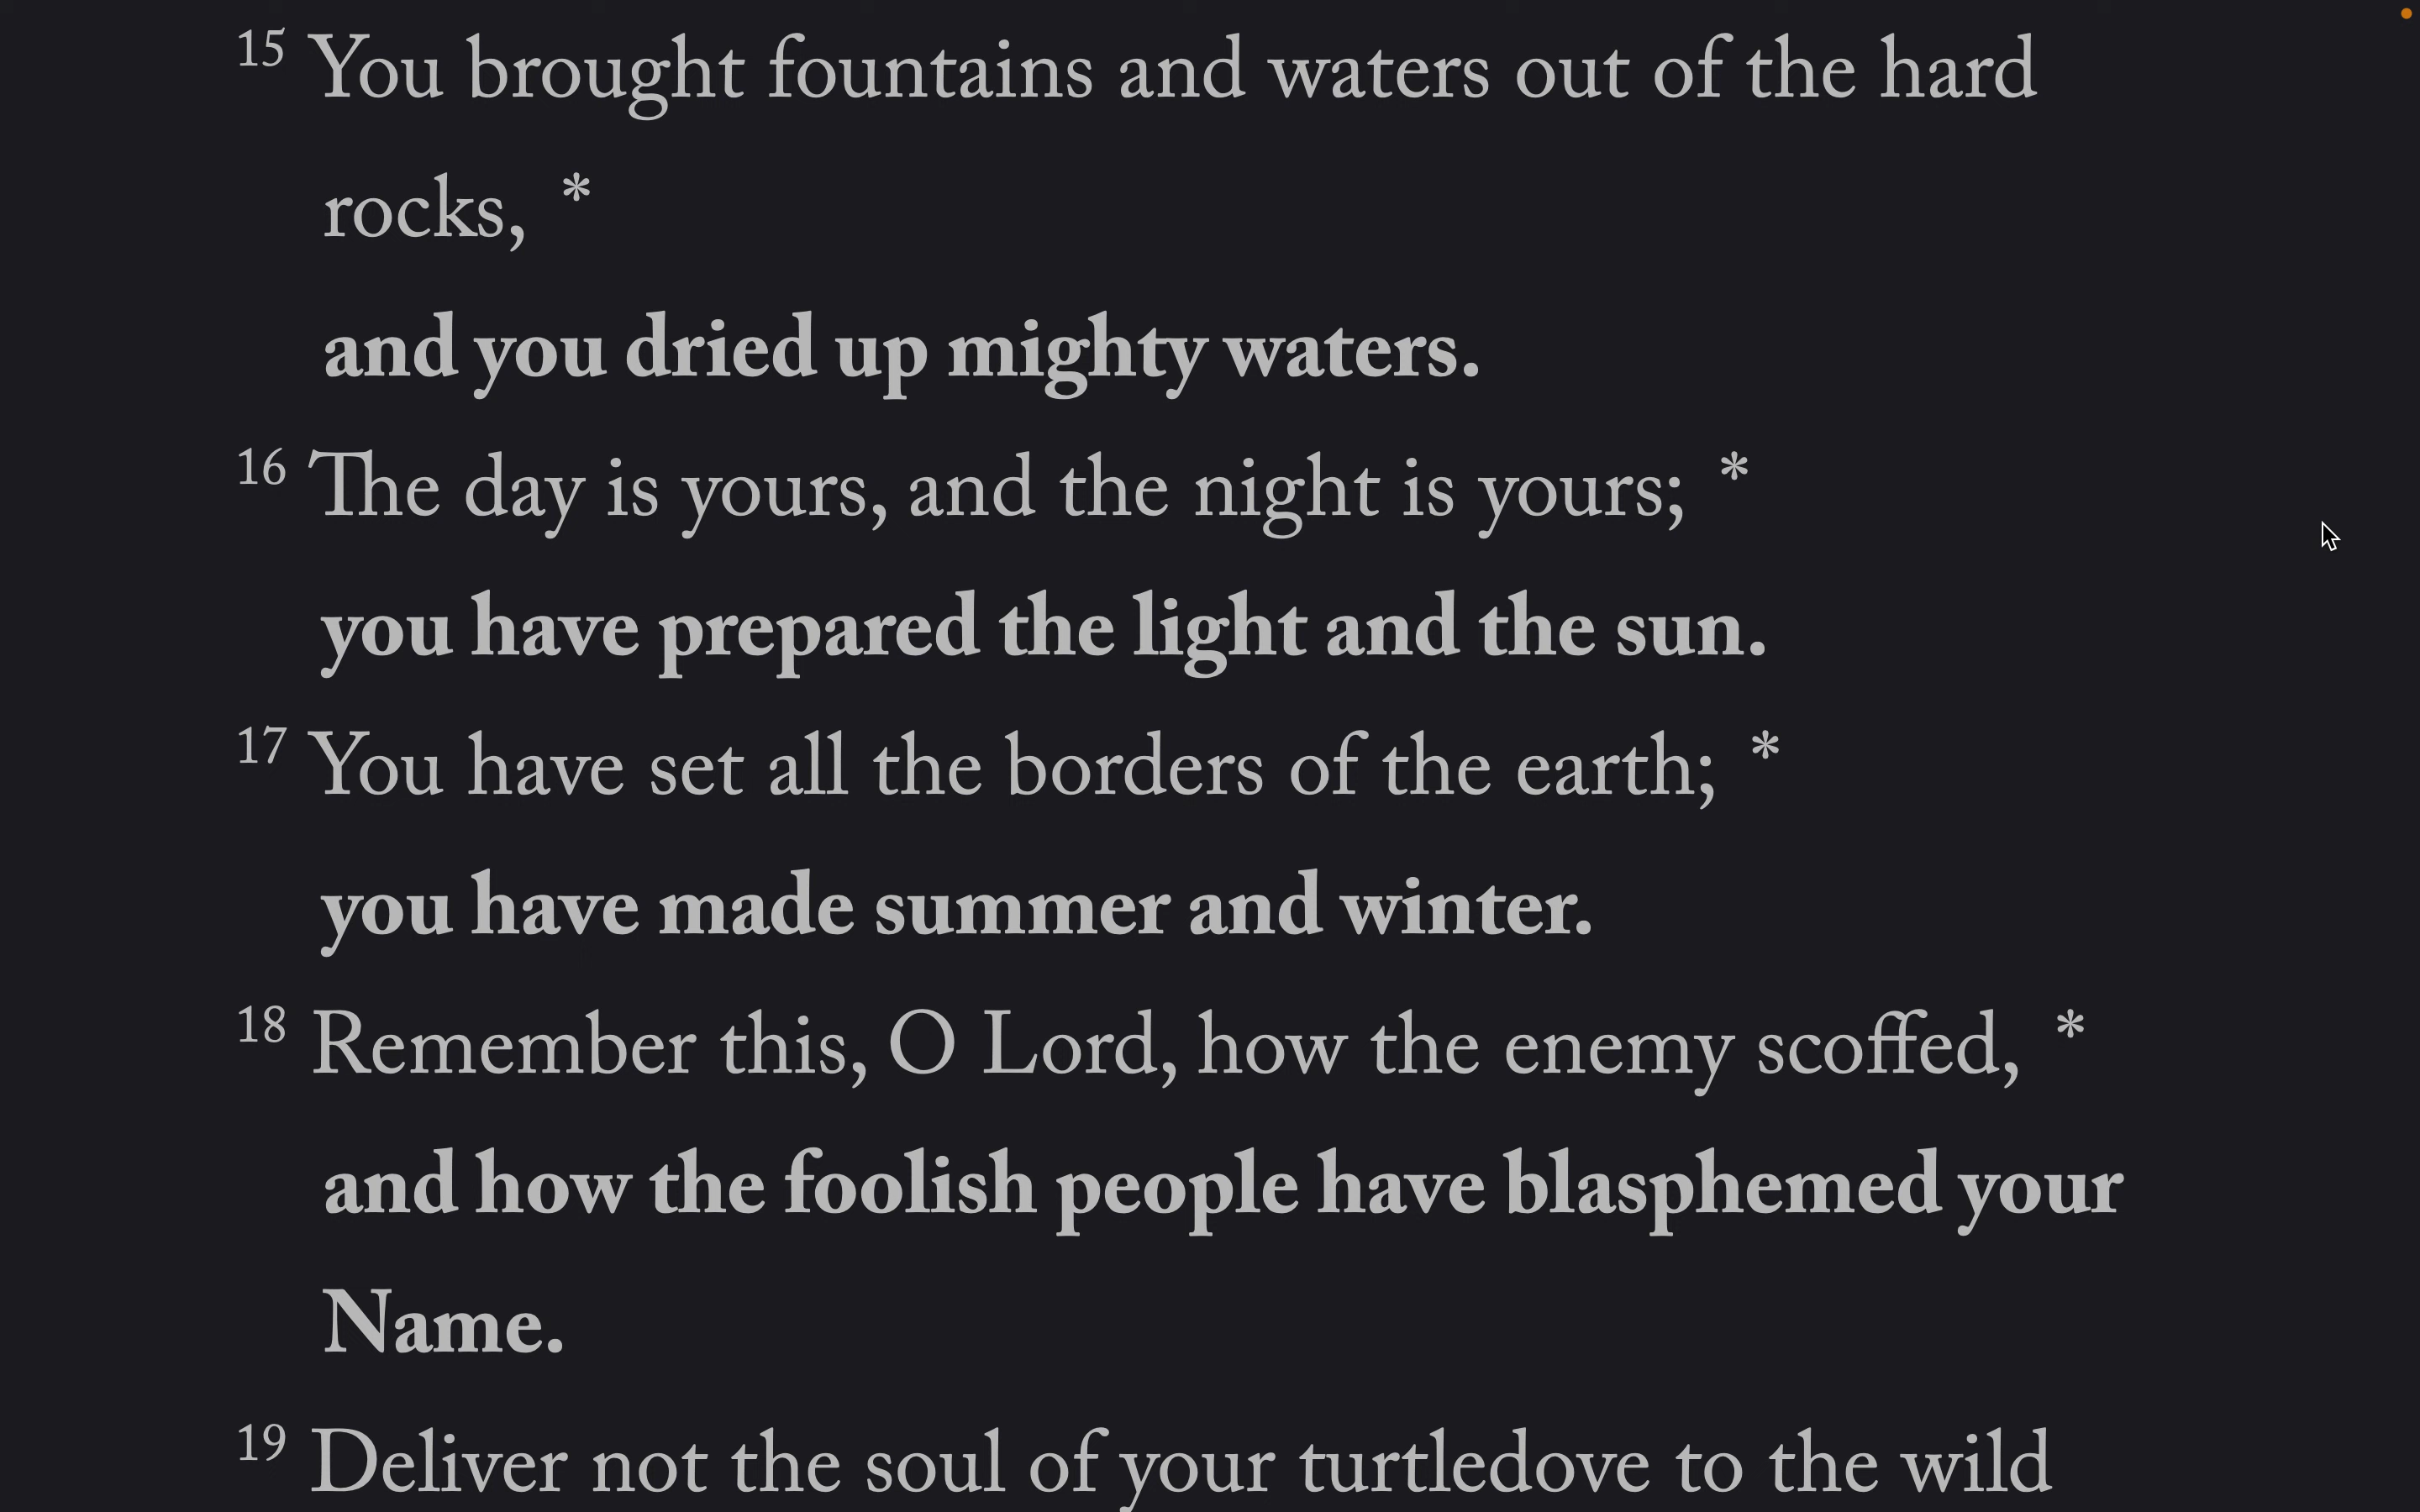 15 You brought fountains and waters out of the hard
rocks, *
and you dried up mighty waters.
16 The day is yours, and the night is yours; *
you have prepared the light and the sun.
17 You have set all the borders of the earth; *
you have made summer and winter.
18 Remember this, O Lord, how the enemy scoffed, *
and how the foolish people have blasphemed your
Name.
19 Deliver not the soul of your turtledove to the wild